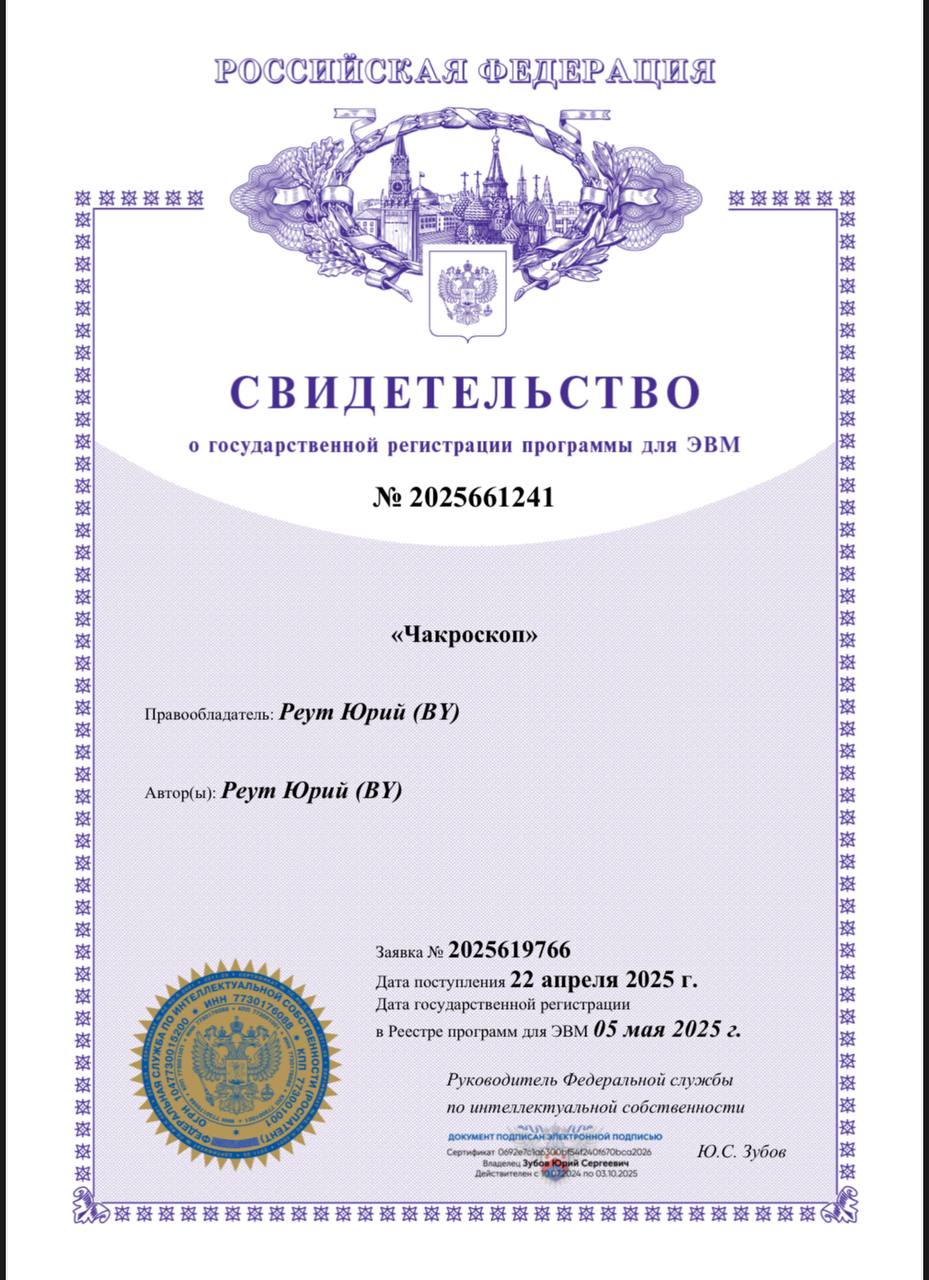 РОССИЙСКАЯ ФЕДЕРАЦИЯ
СВИДЕТЕЛЬСТВО
о государственной регистрации программы для ЭВМ
№ 2025661241
«Чакроскоп»
Правообладатель: Реут Юрий (BY)
Автор(ы): Реут Юрий (BY)
Заявка № 2025619766
Дата поступления 22 апреля 2025 г.
Дата государственной регистрации
в Реестре программ для ЭВМ 05 мая 2025 г.
Руководитель Федеральной службы
по интеллектуальной собственности
ДОКУМЕНТ ПОДПИСАН ЭЛЕКТРОННОЙ ПОДПИСЬЮ
Сертификат
Владелец Зубов Юрий Сергеевич
Действителен с 10.07.2024 по 03.10.2025
Ю.С. Зубов
ФЕДЕРАЛЬНАЯ СЛУЖБА ПО ИНТЕЛЛЕКТУАЛЬНОЙ СОБСТВЕННОСТИ (РОСПАТЕНТ)
ОГРН 1047730015200 * ИНН 7730176088 * КПП 773001001